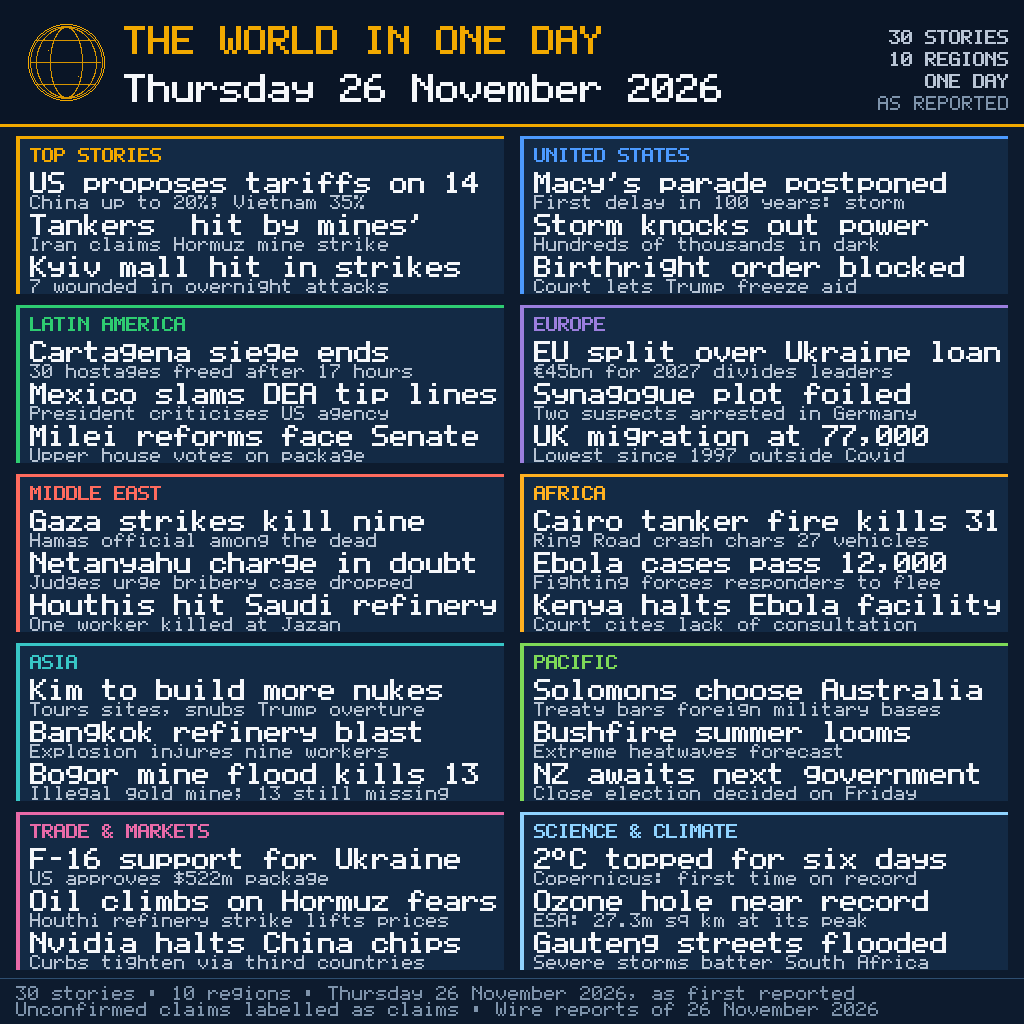 THE WORLD IN ONE DAY
Thursday 26 November 2026
30 STORIES
10 REGIONS
ONE DAY
AS REPORTED
TOP STORIES
US proposes tariffs on 14
China up to 20%; Vietnam 35%
Tankers  hit by mines'
Iran claims Hormuz mine strike
Kyiv mall hit in strikes
7 wounded in overnight attacks
UNITED STATES
Macy's parade postponed
First delay in 100 years: storm
Storm knocks out power
Hundreds of thousands in dark
Birthright order blocked
Court lets Trump freeze aid
LATIN AMERICA
Cartagena siege ends
30 hostages freed after 17 hours
Mexico slams DEA tip lines
President criticises US agency
Milei reforms face Senate
Upper house votes on package
EUROPE
EU split over Ukraine loan
€45bn for 2027 divides leaders
Synagogue plot foiled
Two suspects arrested in Germany
UK migration at 77,000
Lowest since 1997 outside Covid
MIDDLE EAST
Gaza strikes kill nine
Hamas official among the dead
Netanyahu charge in doubt
Judges urge bribery case dropped
Houthis hit Saudi refinery
One worker killed at Jazan
AFRICA
Cairo tanker fire kills 31
Ring Road crash chars 27 vehicles
Ebola cases pass 12,000
Fighting forces responders to flee
Kenya halts Ebola facility
Court cites lack of consultation
ASIA
Kim to build more nukes
Tours sites, snubs Trump overture
Bangkok refinery blast
Explosion injures nine workers
Bogor mine flood kills 13
Illegal gold mine; 13 still missing
PACIFIC
Solomons choose Australia
Treaty bars foreign military bases
Bushfire summer looms
Extreme heatwaves forecast
NZ awaits next government
Close election decided on Friday
TRADE & MARKETS
F-16 support for Ukraine
US approves $522m package
Oil climbs on Hormuz fears
Houthi refinery strike lifts prices
Nvidia halts China chips
Curbs tighten via third countries
SCIENCE & CLIMATE
2°C topped for six days
Copernicus: first time on record
Ozone hole near record
ESA: 27.3m sq km at its peak
Gauteng streets flooded
Severe storms batter South Africa
30 stories • 10 regions • Thursday 26 November 2026, as first reported
Unconfirmed claims labelled as claims • Wire reports of 26 November 2026